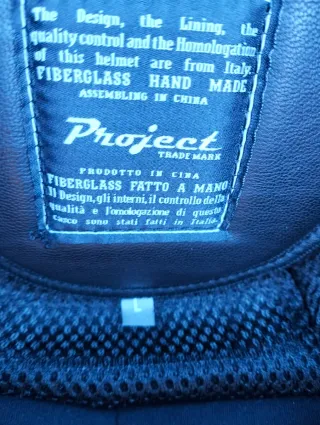 The Design, the Lining, the
quality control and the Homologation
of this helmet are from Italy.
FIBERGLASS HAND MADE
ASSEMBLING IN CHINA
Project
TRADE MARK
PRODOTTO IN CINA
FIBERGLASS FATTO A MANO
Il Design, gli interni, il controllo della
qualità e l'omologazione di questo
casco sono stati fatti in Italia.
L